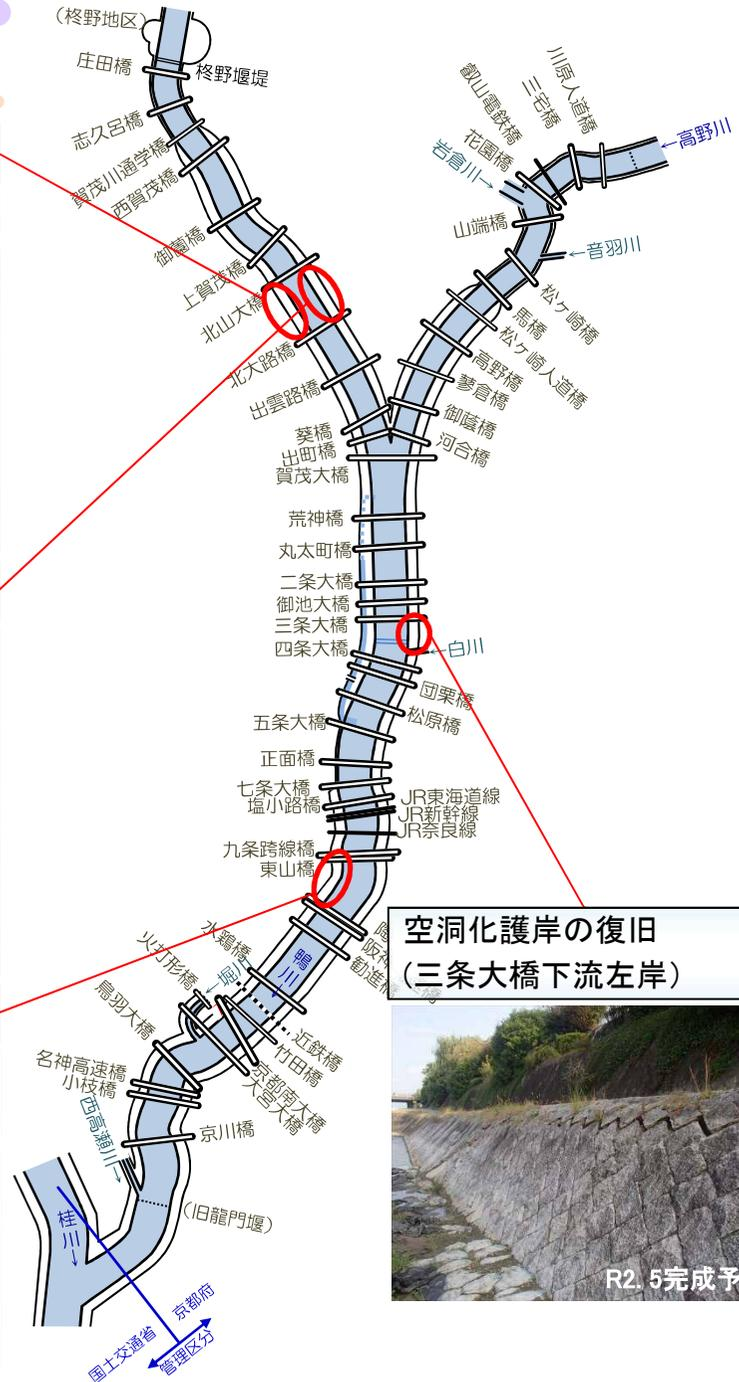 (柊野地区)
庄田橋
柊野堰堤
志久呂橋
賀茂川通学橋
西賀茂橋
御薗橋
上賀茂橋
北山大橋
北大路橋
出雲路橋
葵橋
出町橋
賀茂大橋
川原人道橋
三宅橋
叡山電鉄橋
花園橋
岩倉川→
←高野川
山端橋
←音羽川
松ヶ崎橋
馬橋
松ヶ崎人道橋
高野橋
蓼倉橋
御蔭橋
河合橋
荒神橋
丸太町橋
二条大橋
御池大橋
三条大橋
四条大橋
←白川
団栗橋
松原橋
五条大橋
正面橋
七条大橋
塩小路橋
JR東海道線
JR新幹線
JR奈良線
九条跨線橋
東山橋
勧進橋
水鶏橋
鴨川→
火打形橋
←堀川
鳥羽大橋
近鉄橋
竹田橋
京都南大橋
大宮大橋
名神高速橋
小枝橋
西高瀬川→
京川橋
(旧龍門堰)
桂川→
京都府
国土交通省
管理区分
空洞化護岸の復旧
(三条大橋下流左岸)
R2.5完成予